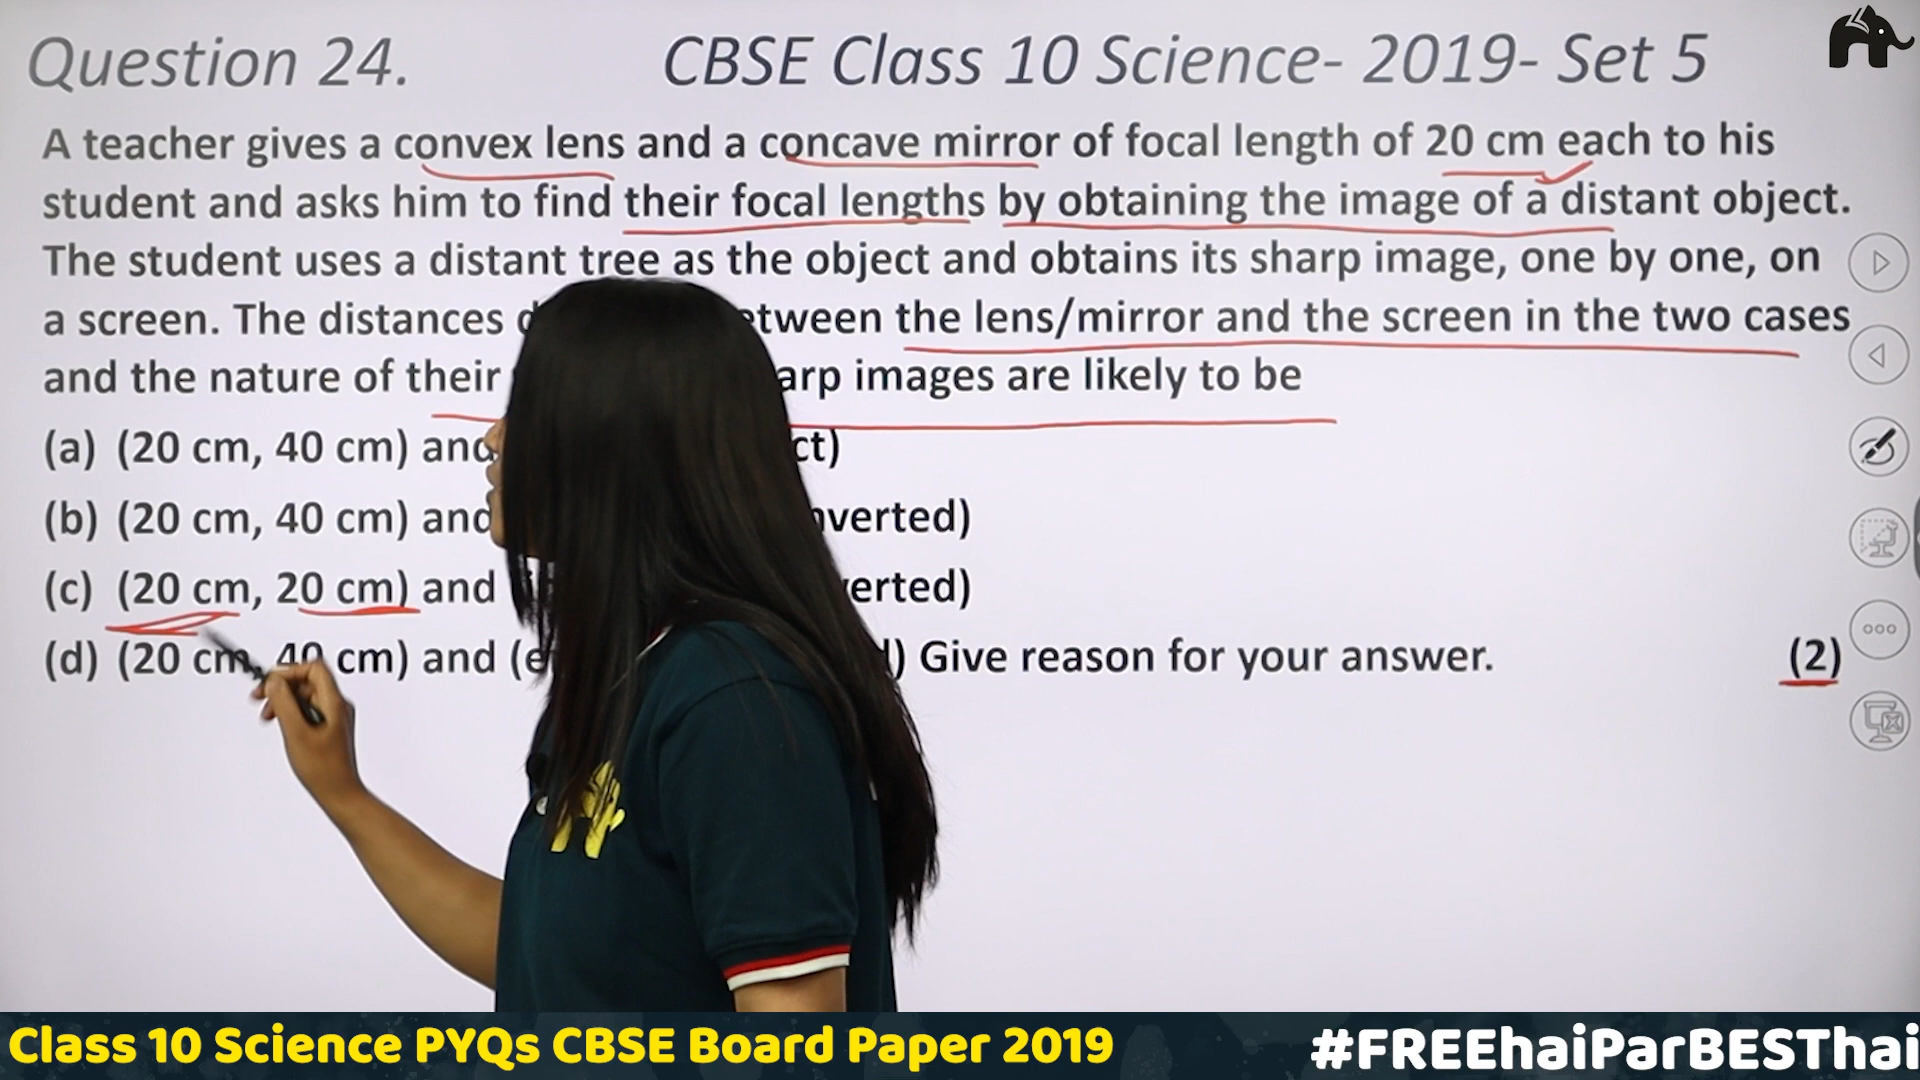 Question 24.
CBSE Class 10 Science- 2019- Set 5
A teacher gives a convex lens and a concave mirror of focal length of 20 cm each to his
student and asks him to find their focal lengths by obtaining the image of a distant object.
The student uses a distant tree as the object and obtains its sharp image, one by one, on
a screen. The distances between the lens/mirror and the screen in the two cases
and the nature of their sharp images are likely to be
(a) (20 cm, 40 cm) and
(b) (20 cm, 40 cm) and
(c) (20 cm, 20 cm) and
(d) (20 cm, 40 cm) and Give reason for your answer. (2)
Class 10 Science PYQs CBSE Board Paper 2019
#FREEhaiParBESThai